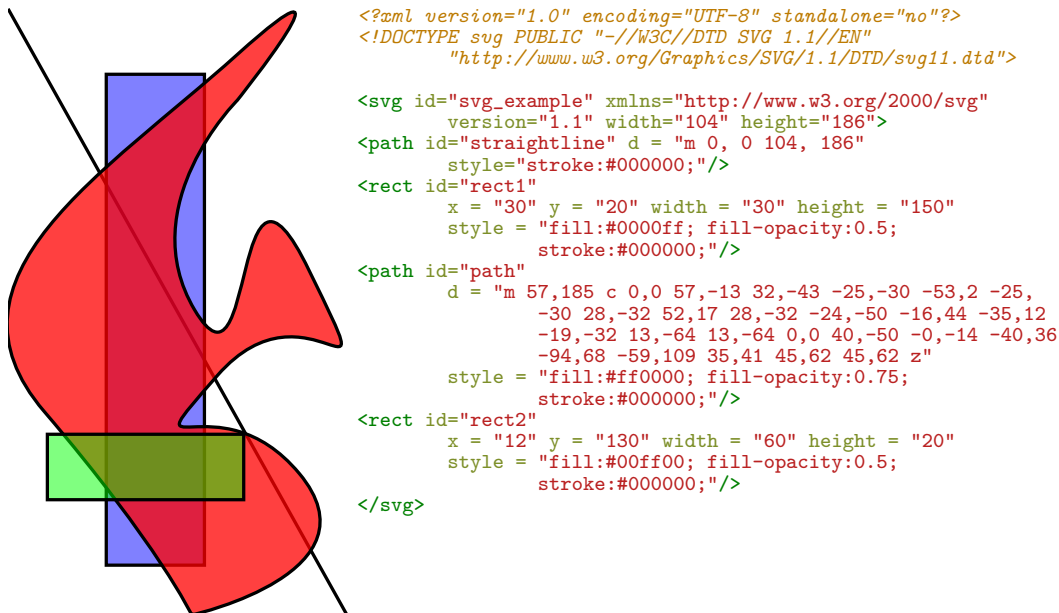 <?xml version="1.0" encoding="UTF-8" standalone="no"?>
<!DOCTYPE svg PUBLIC "-//W3C//DTD SVG 1.1//EN"
"http://www.w3.org/Graphics/SVG/1.1/DTD/svg11.dtd">
<svg id="svg_example" xmlns="http://www.w3.org/2000/svg"
version="1.1" width="104" height="186">
<path id="straightline" d = "m 0, 0 104, 186"
style="stroke:#000000;"/>
<rect id="rect1"
x = "30" y = "20" width = "30" height = "150"
style = "fill:#0000ff; fill-opacity:0.5;
stroke:#000000;"/>
<path id="path"
d = "m 57,185 c 0,0 57,-13 32,-43 -25,-30 -53,2 -25,
-30 28,-32 52,17 28,-32 -24,-50 -16,44 -35,12
-19,-32 13,-64 13,-64 0,0 40,-50 -0,-14 -40,36
-94,68 -59,109 35,41 45,62 45,62 z"
style = "fill:#ff0000; fill-opacity:0.75;
stroke:#000000;"/>
<rect id="rect2"
x = "12" y = "130" width = "60" height = "20"
style = "fill:#00ff00; fill-opacity:0.5;
stroke:#000000;"/>
</svg>